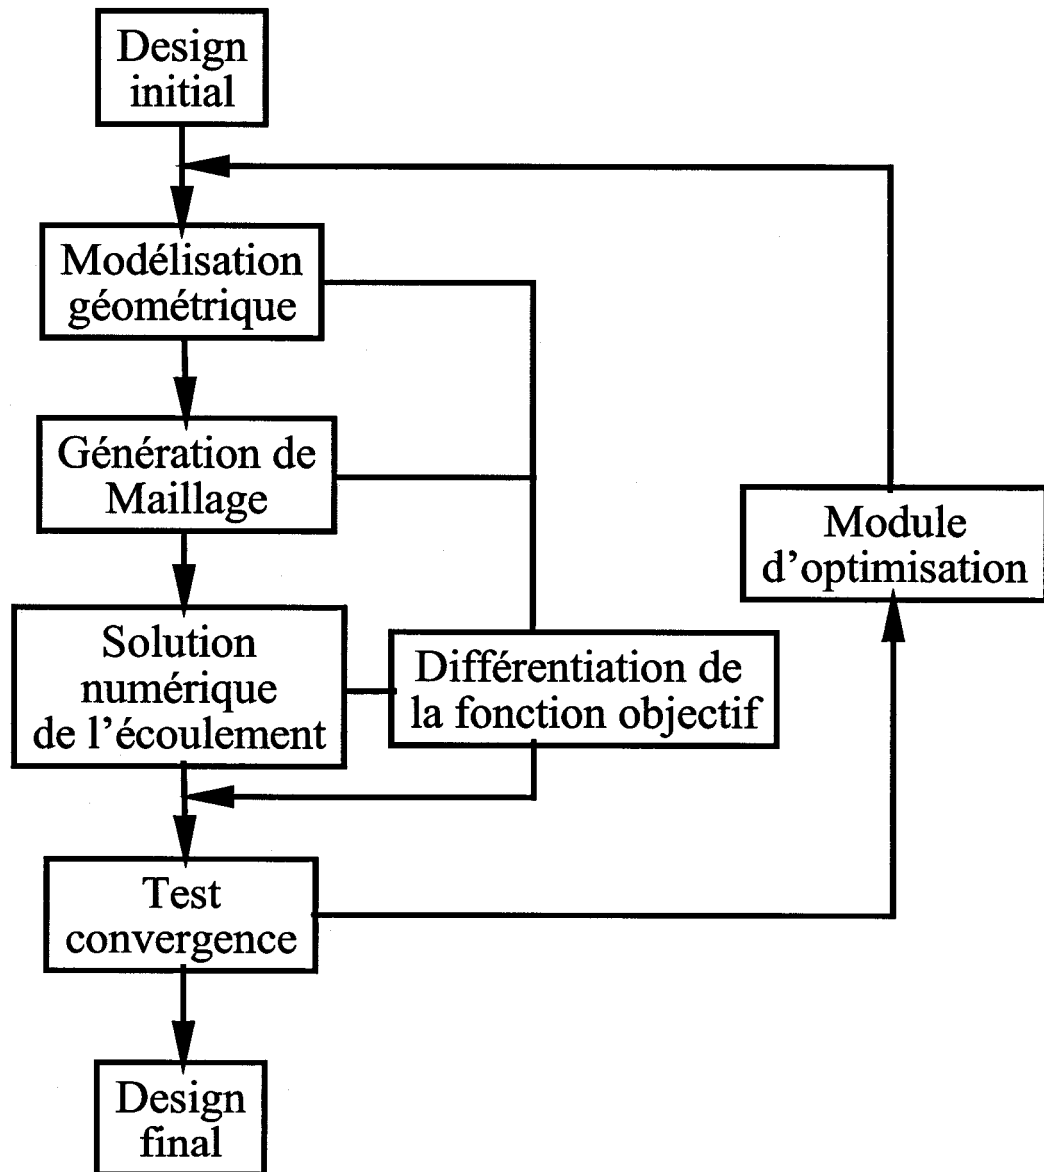 Design
initial
Modélisation
géométrique
Génération de
Maillage
Module
d'optimisation
Solution
numérique
de l'écoulement
Différentiation de
la fonction objectif
Test
convergence
Design
final